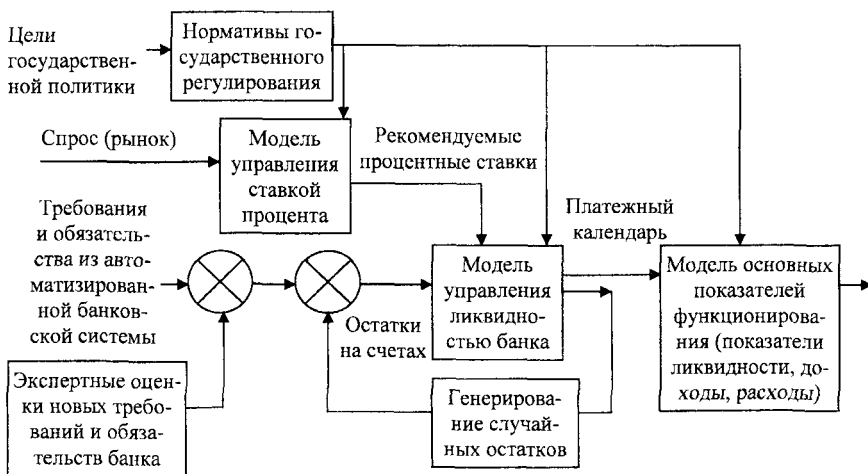 Цели
государствен-
ной политики
Нормативы го-
сударственного
регулирования
Спрос (рынок)
Модель
управления
ставкой
процента
Рекомендуемые
процентные ставки
Требования
и обязатель-
ства из авто-
матизирован-
ной банков-
ской системы
Платежный
календарь
Остатки
на счетах
Модель
управления
ликвидно-
стью банка
Модель основных
показателей
функционирова-
ния (показатели
ликвидности, до-
ходы, расходы)
Экспертные оцен-
ки новых требо-
ваний и обяза-
тельств банка
Генерирова-
ние случай-
ных остатков